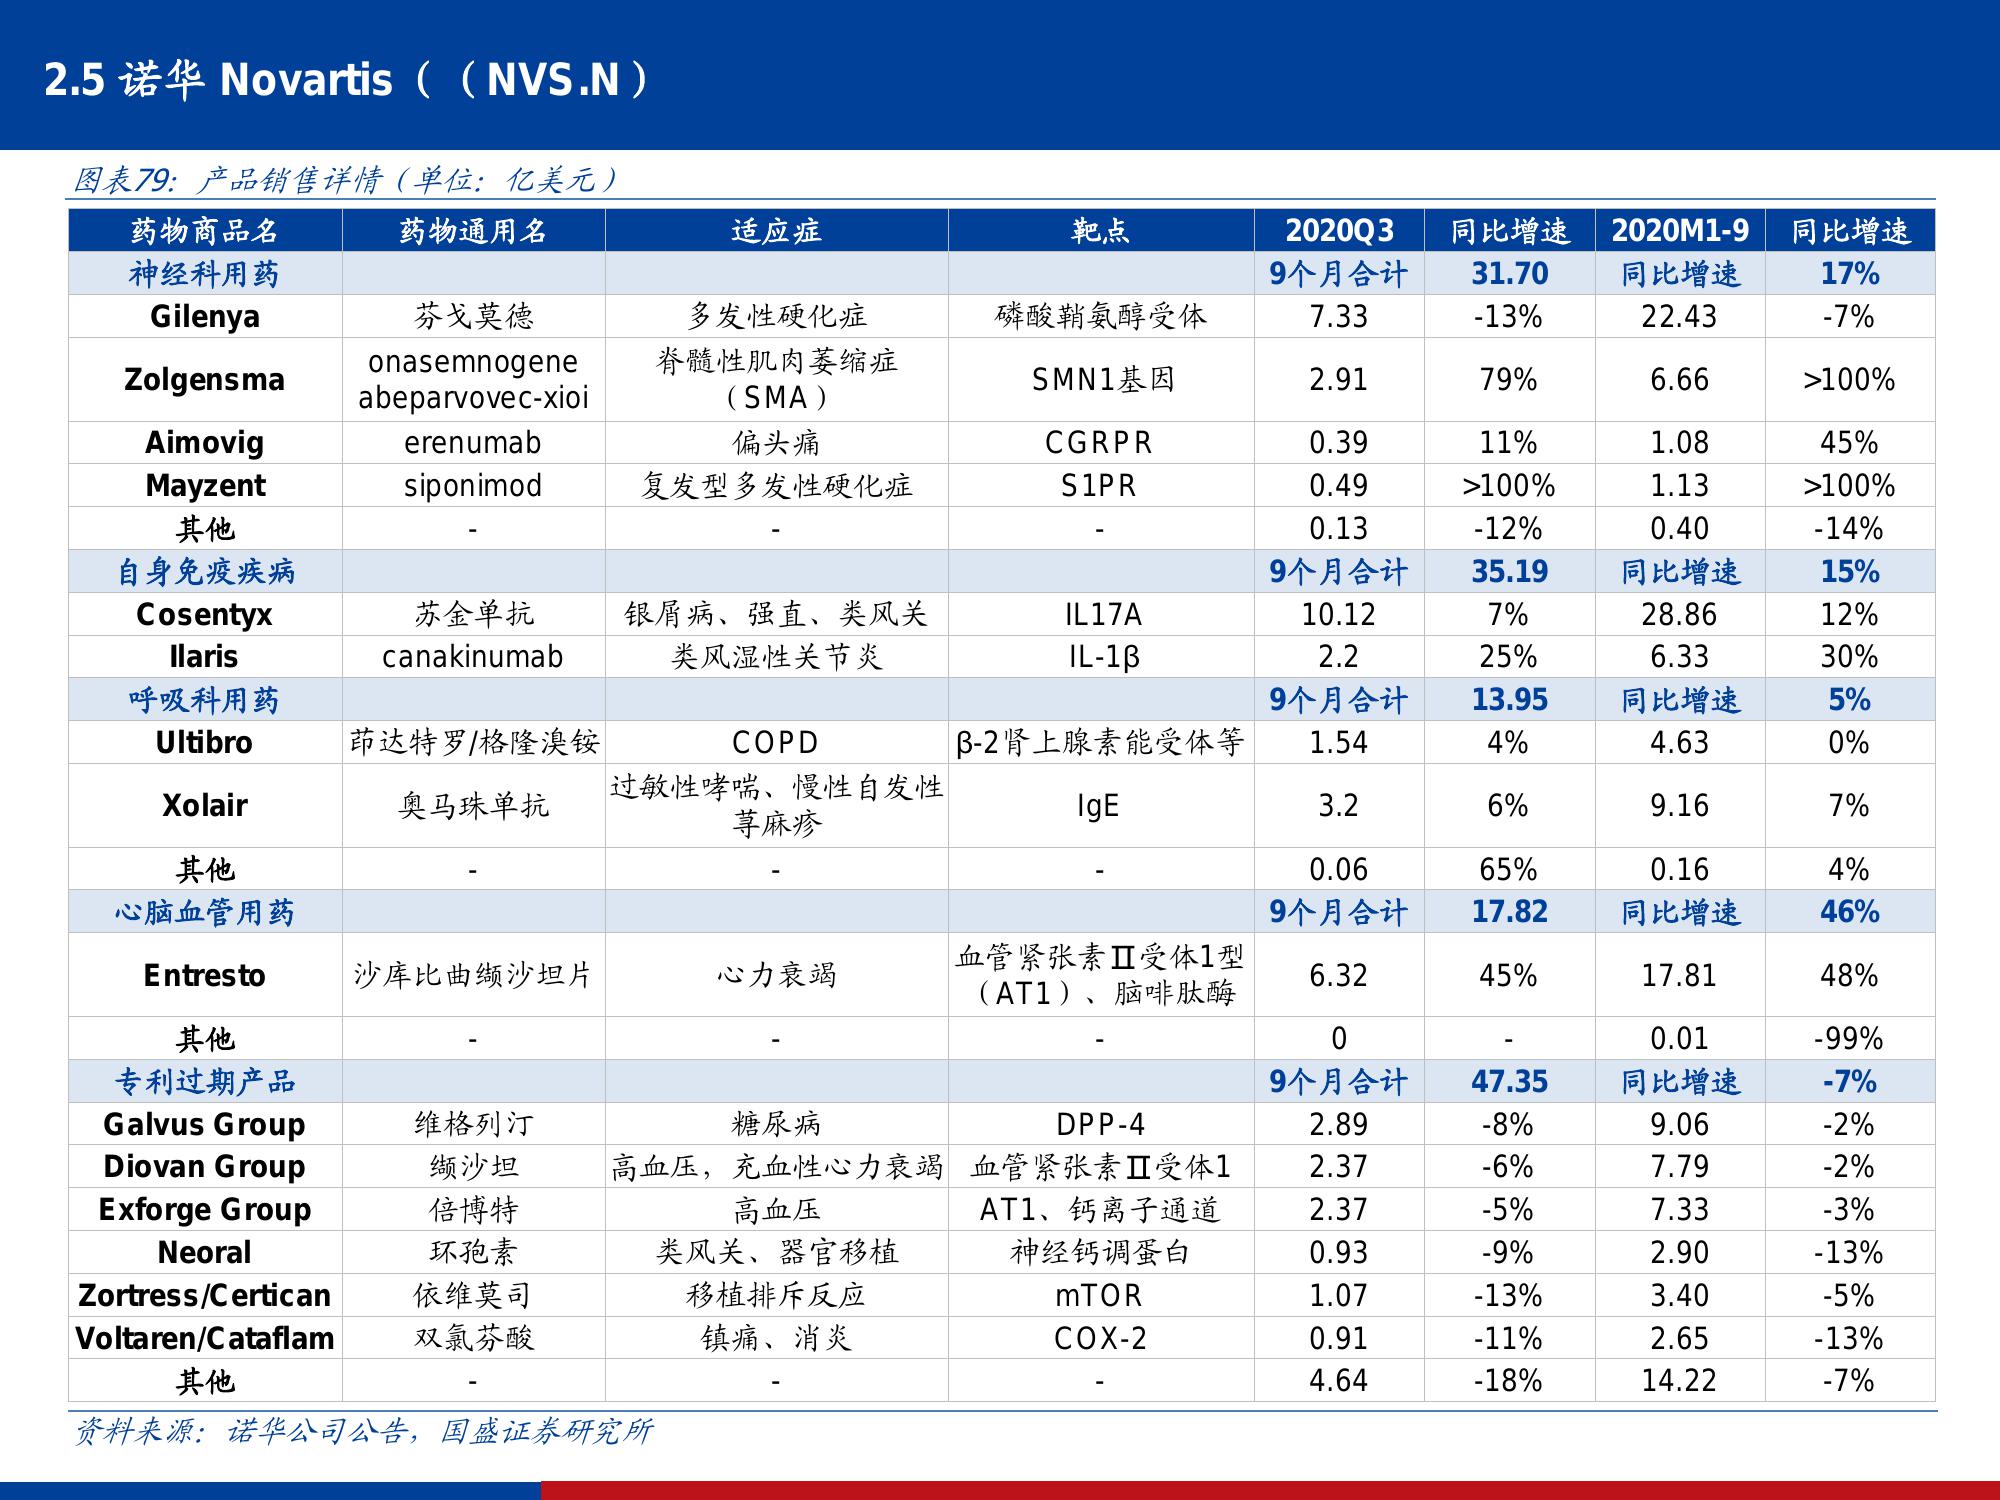 2.5 诺华 Novartis（（NVS.N）
图表79：产品销售详情（单位：亿美元）
药物商品名 药物通用名 适应症 靶点 2020Q3 同比增速 2020M1-9 同比增速
神经科用药 9个月合计 31.70 同比增速 17%
Gilenya 芬戈莫德 多发性硬化症 磷酸鞘氨醇受体 7.33 -13% 22.43 -7%
Zolgensma onasemnogene abeparvovec-xioi 脊髓性肌肉萎缩症（SMA） SMN1基因 2.91 79% 6.66 >100%
Aimovig erenumab 偏头痛 CGRPR 0.39 11% 1.08 45%
Mayzent siponimod 复发型多发性硬化症 S1PR 0.49 >100% 1.13 >100%
其他 - - - 0.13 -12% 0.40 -14%
自身免疫疾病 9个月合计 35.19 同比增速 15%
Cosentyx 苏金单抗 银屑病、强直、类风关 IL17A 10.12 7% 28.86 12%
Ilaris canakinumab 类风湿性关节炎 IL-1β 2.2 25% 6.33 30%
呼吸科用药 9个月合计 13.95 同比增速 5%
Ultibro 茚达特罗/格隆溴铵 COPD β-2肾上腺素能受体等 1.54 4% 4.63 0%
Xolair 奥马珠单抗 过敏性哮喘、慢性自发性荨麻疹 IgE 3.2 6% 9.16 7%
其他 - - - 0.06 65% 0.16 4%
心脑血管用药 9个月合计 17.82 同比增速 46%
Entresto 沙库比曲缬沙坦片 心力衰竭 血管紧张素Ⅱ受体1型（AT1）、脑啡肽酶 6.32 45% 17.81 48%
其他 - - - 0 - 0.01 -99%
专利过期产品 9个月合计 47.35 同比增速 -7%
Galvus Group 维格列汀 糖尿病 DPP-4 2.89 -8% 9.06 -2%
Diovan Group 缬沙坦 高血压，充血性心力衰竭 血管紧张素Ⅱ受体1 2.37 -6% 7.79 -2%
Exforge Group 倍博特 高血压 AT1、钙离子通道 2.37 -5% 7.33 -3%
Neoral 环孢素 类风关、器官移植 神经钙调蛋白 0.93 -9% 2.90 -13%
Zortress/Certican 依维莫司 移植排斥反应 mTOR 1.07 -13% 3.40 -5%
Voltaren/Cataflam 双氯芬酸 镇痛、消炎 COX-2 0.91 -11% 2.65 -13%
其他 - - - 4.64 -18% 14.22 -7%
资料来源：诺华公司公告，国盛证券研究所